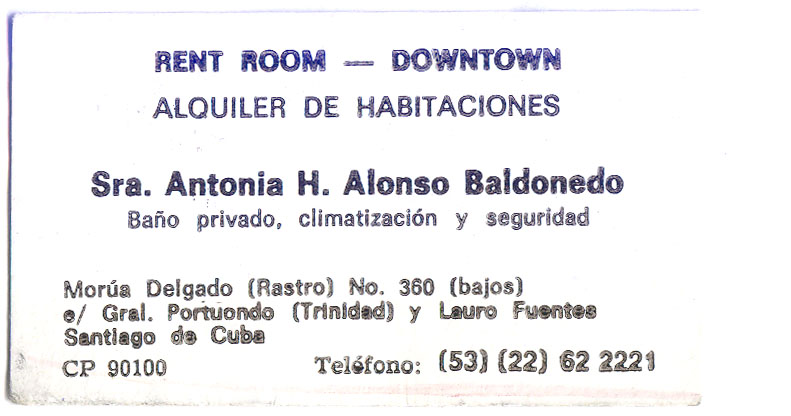 RENT ROOM — DOWNTOWN
ALQUILER DE HABITACIONES
Sra. Antonia H. Alonso Baldonedo
Baño privado, climatización y seguridad
Morúa Delgado (Rastro) No. 360 (bajos)
e/ Gral. Portuondo (Trinidad) y Lauro Fuentes
Santiago de Cuba
CP 90100 Teléfono: (53) (22) 62 2221